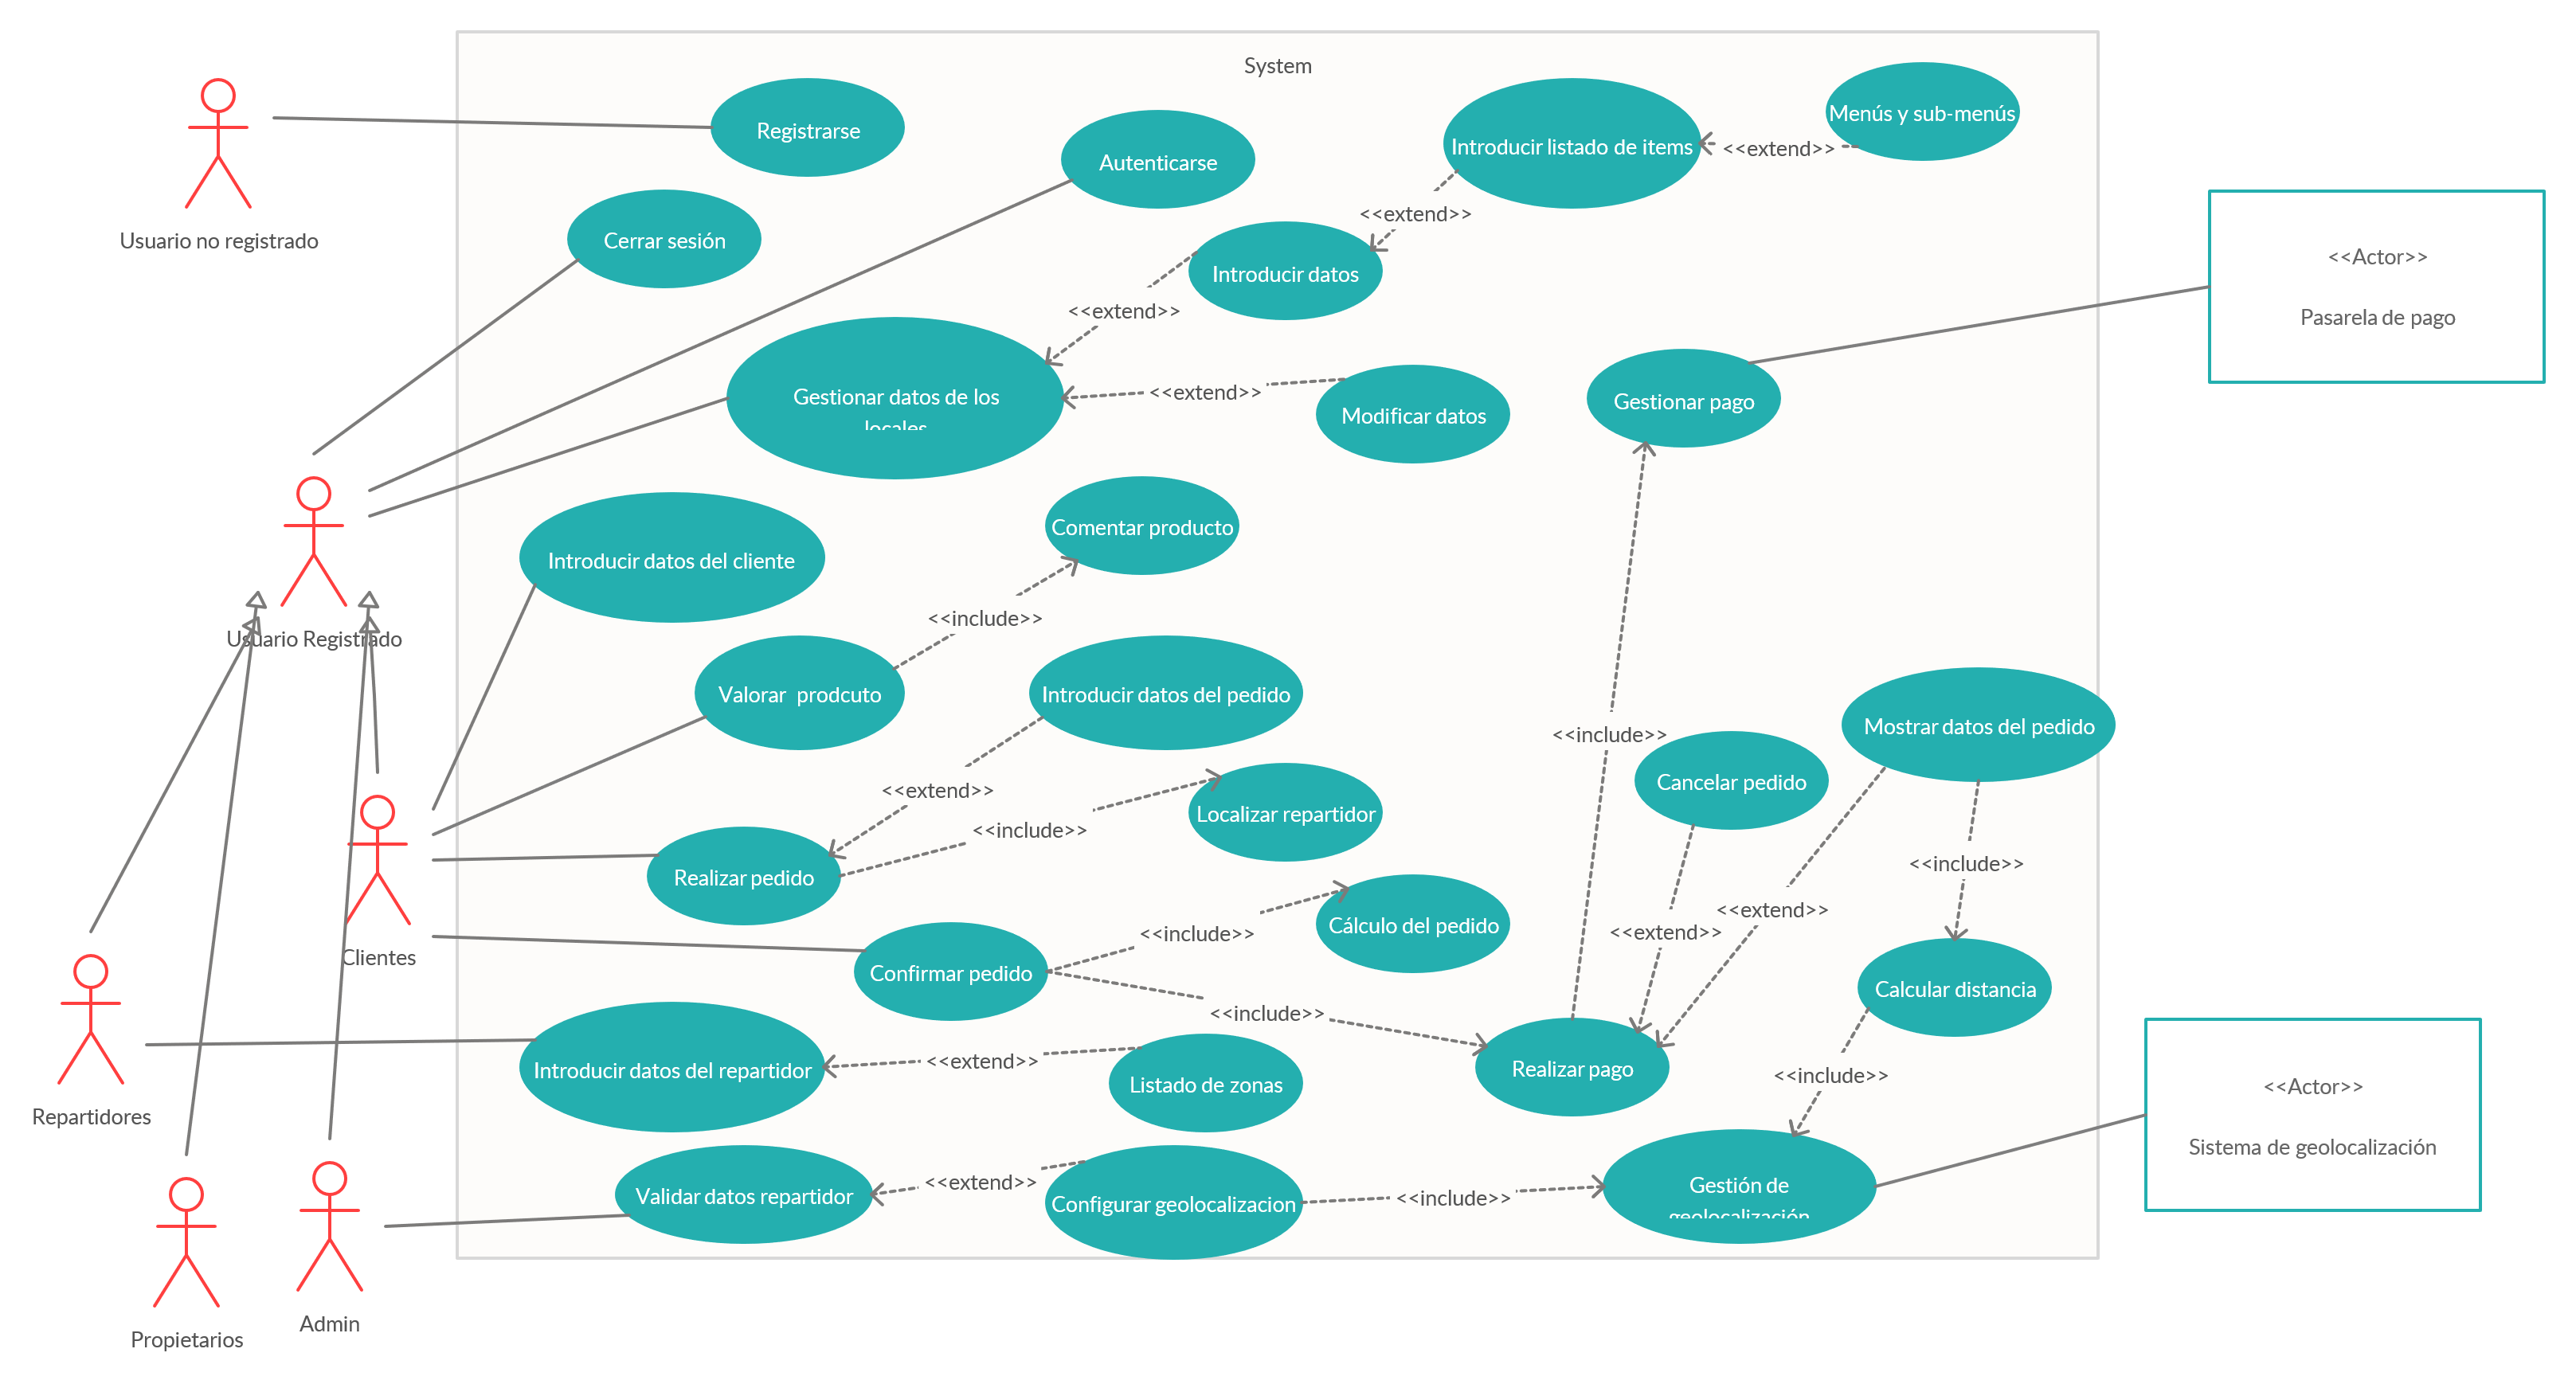 System
Registrarse
Autenticarse
Introducir listado de items
<<extend>>
Menús y sub-menús
Usuario no registrado
Cerrar sesión
<<extend>>
Introducir datos
<<Actor>>
Pasarela de pago
<<extend>>
Gestionar datos de los
locales
<<extend>>
Modificar datos
Gestionar pago
Comentar producto
Introducir datos del cliente
<<include>>
Usuario Registrado
Valorar prodcuto
Introducir datos del pedido
<<include>>
Mostrar datos del pedido
<<extend>>
Cancelar pedido
Localizar repartidor
<<include>>
<<include>>
Realizar pedido
<<extend>>
Cálculo del pedido
<<include>>
<<extend>>
Clientes
Confirmar pedido
Calcular distancia
<<include>>
Introducir datos del repartidor
<<extend>>
Listado de zonas
Realizar pago
<<include>>
<<Actor>>
Sistema de geolocalización
Repartidores
Validar datos repartidor
<<extend>>
Configurar geolocalizacion
<<include>>
Gestión de
geolocalización
Admin
Propietarios